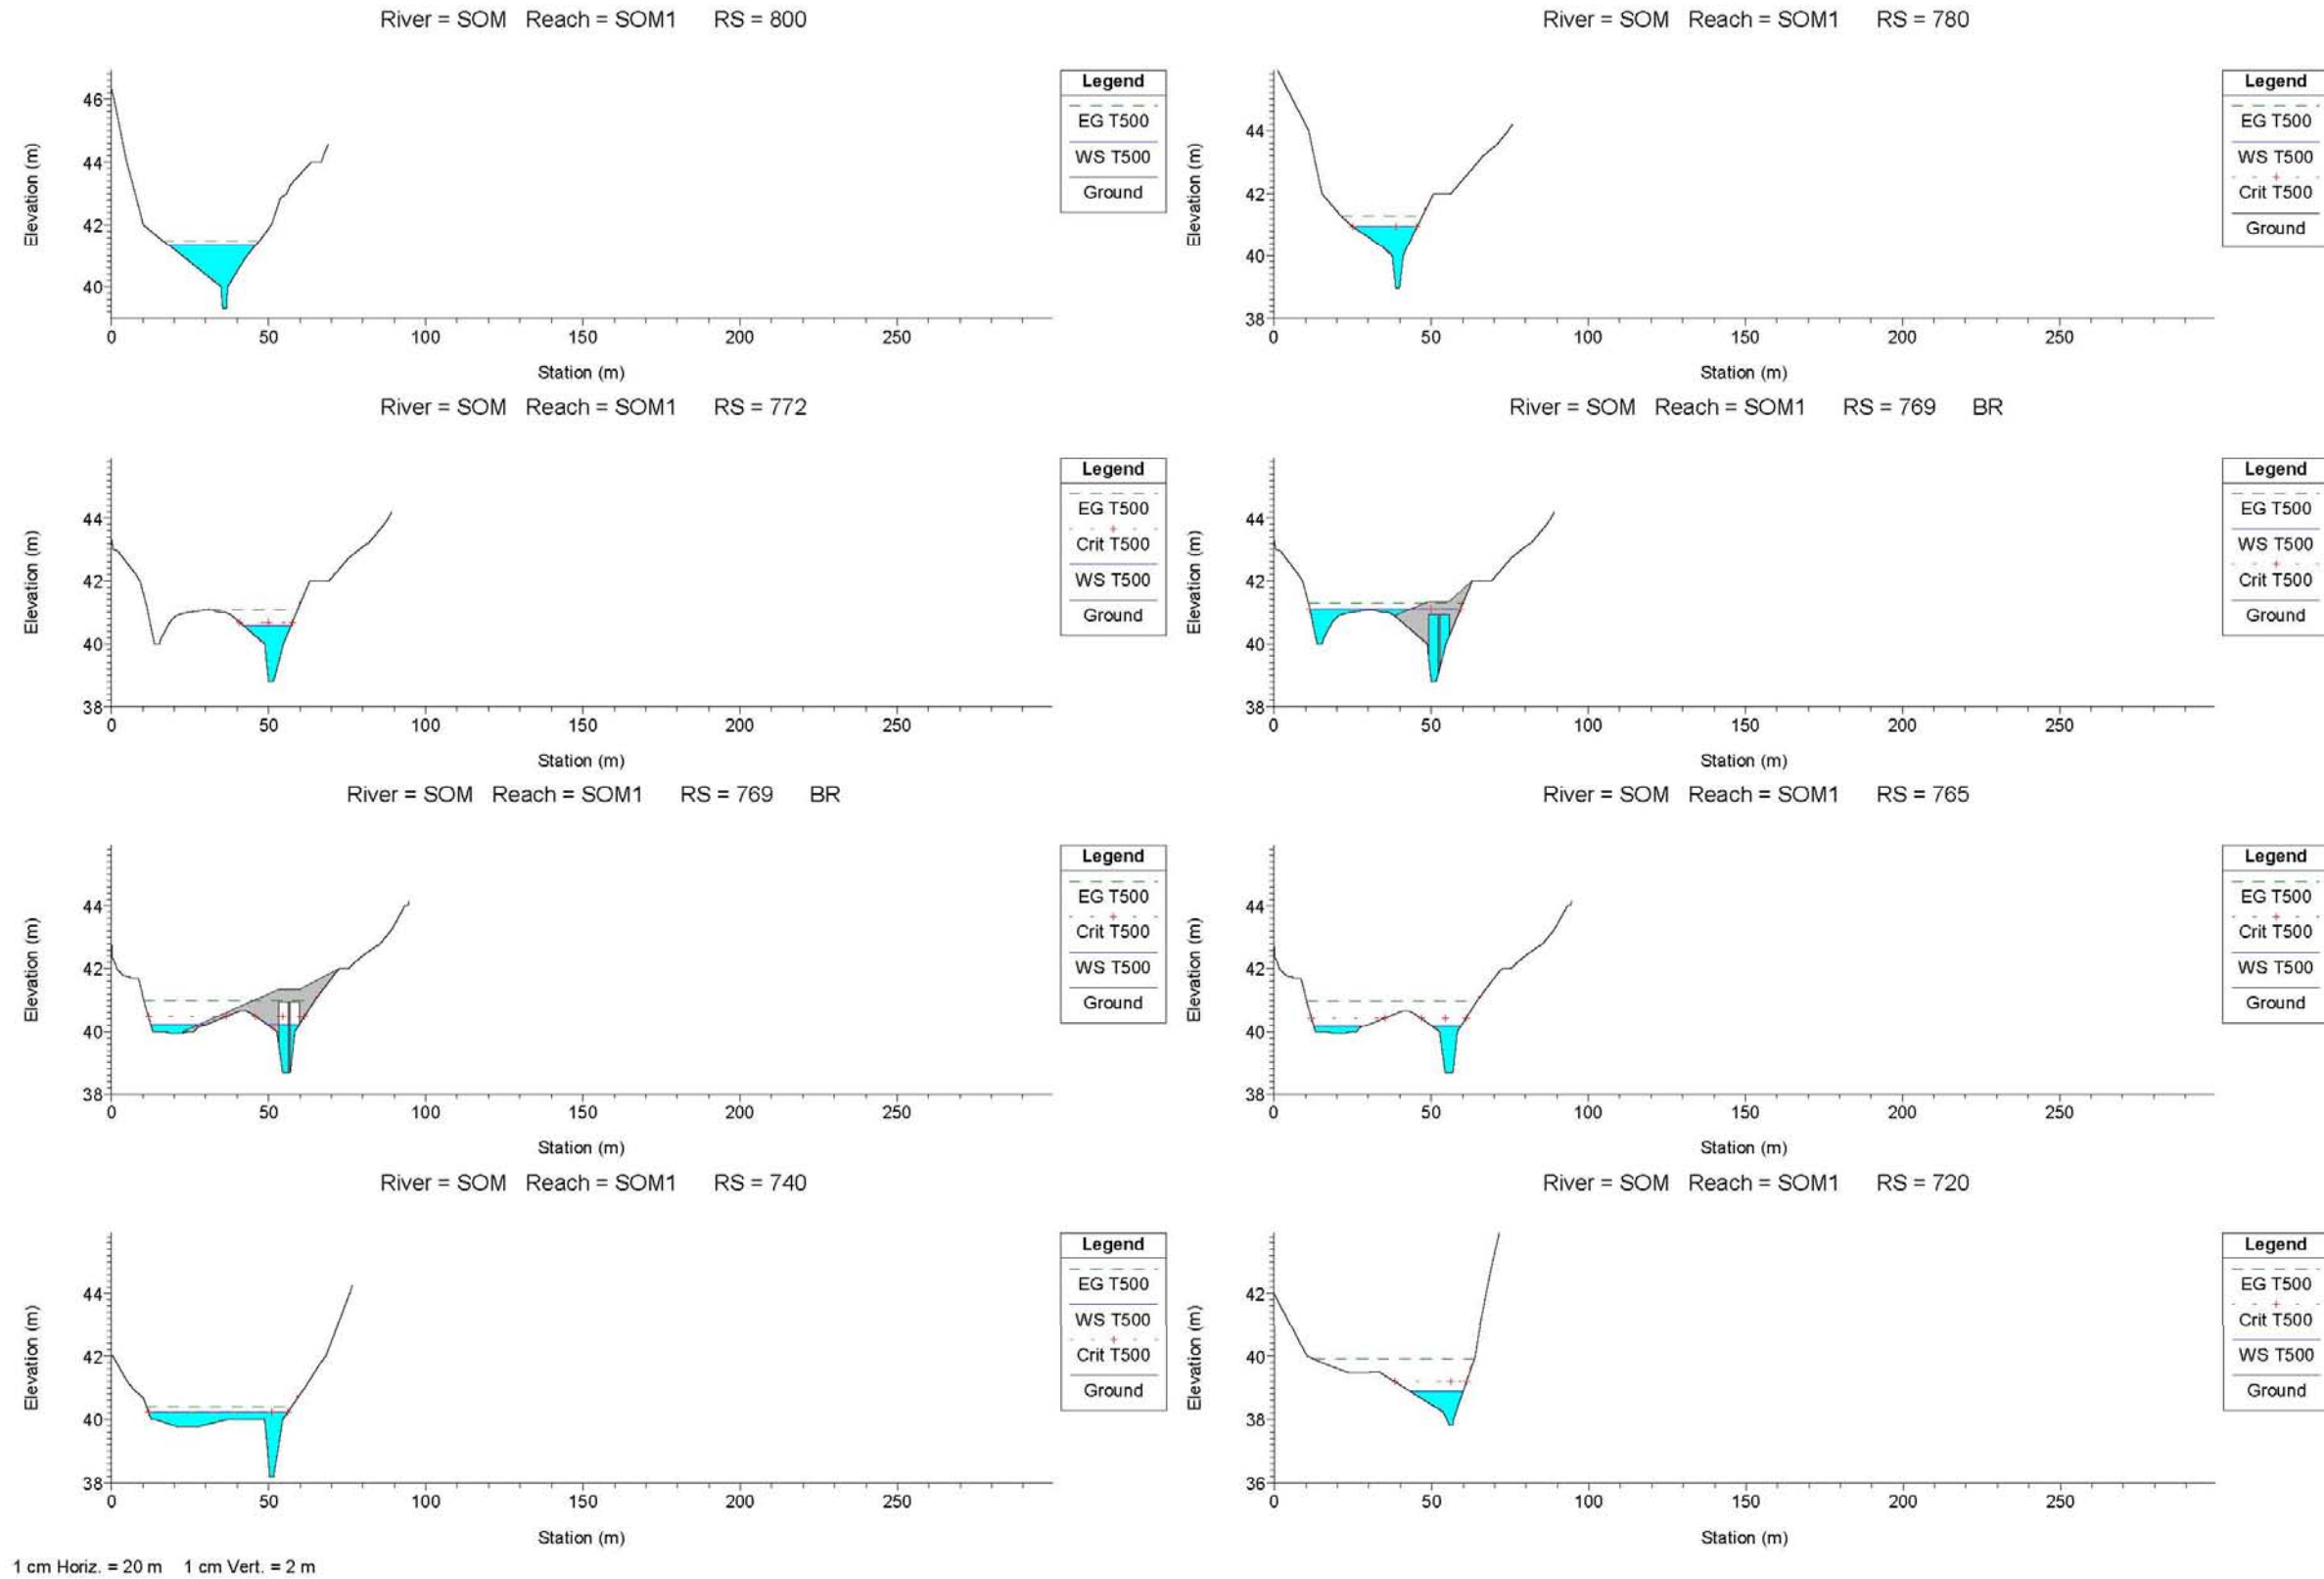 River = SOM Reach = SOM1 RS = 800
Elevation (m)
46
44
42
40
0 50 100 150 200 250
Station (m)
Legend
EG T500
WS T500
Ground
River = SOM Reach = SOM1 RS = 780
Elevation (m)
44
42
40
38
0 50 100 150 200 250
Station (m)
Legend
EG T500
WS T500
Crit T500
Ground
River = SOM Reach = SOM1 RS = 772
Elevation (m)
44
42
40
38
0 50 100 150 200 250
Station (m)
Legend
EG T500
Crit T500
WS T500
Ground
River = SOM Reach = SOM1 RS = 769 BR
Elevation (m)
44
42
40
38
0 50 100 150 200 250
Station (m)
Legend
EG T500
WS T500
Crit T500
Ground
River = SOM Reach = SOM1 RS = 769 BR
Elevation (m)
44
42
40
38
0 50 100 150 200 250
Station (m)
Legend
EG T500
Crit T500
WS T500
Ground
River = SOM Reach = SOM1 RS = 765
Elevation (m)
44
42
40
38
0 50 100 150 200 250
Station (m)
Legend
EG T500
Crit T500
WS T500
Ground
River = SOM Reach = SOM1 RS = 740
Elevation (m)
44
42
40
38
0 50 100 150 200 250
Station (m)
Legend
EG T500
WS T500
Crit T500
Ground
River = SOM Reach = SOM1 RS = 720
Elevation (m)
42
40
38
36
0 50 100 150 200 250
Station (m)
Legend
EG T500
Crit T500
WS T500
Ground
1 cm Horiz. = 20 m 1 cm Vert. = 2 m